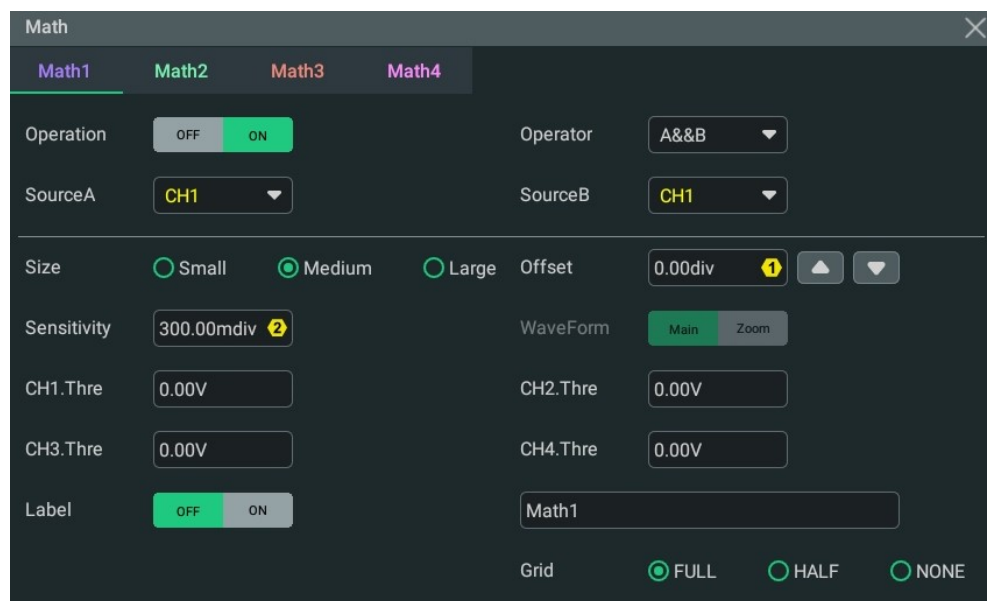 Math
Math1 Math2 Math3 Math4
Operation OFF ON Operator A&&B
SourceA CH1 SourceB CH1
Size Small Medium Large Offset 0.00div 1
Sensitivity 300.00mdiv 2 WaveForm Main Zoom
CH1.Thre 0.00V CH2.Thre 0.00V
CH3.Thre 0.00V CH4.Thre 0.00V
Label OFF ON Math1
Grid FULL HALF NONE